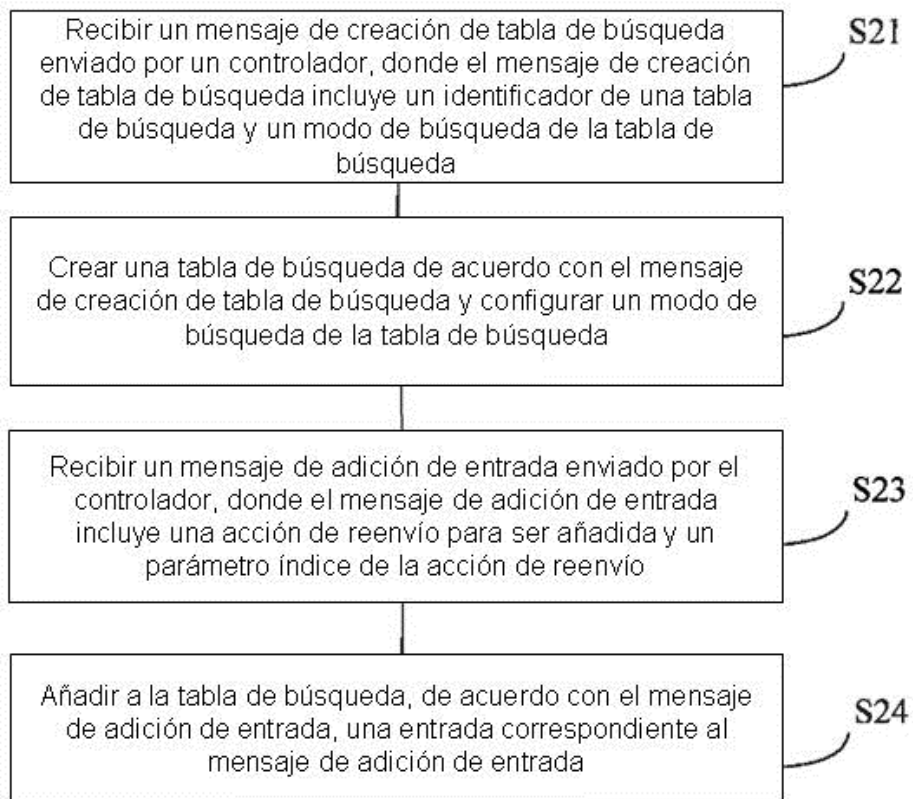 Recibir un mensaje de creación de tabla de búsqueda
enviado por un controlador, donde el mensaje de creación
de tabla de búsqueda incluye un identificador de una tabla
de búsqueda y un modo de búsqueda de la tabla de
búsqueda
S21
Crear una tabla de búsqueda de acuerdo con el mensaje
de creación de tabla de búsqueda y configurar un modo de
búsqueda de la tabla de búsqueda
S22
Recibir un mensaje de adición de entrada enviado por el
controlador, donde el mensaje de adición de entrada
incluye una acción de reenvío para ser añadida y un
parámetro índice de la acción de reenvío
S23
Añadir a la tabla de búsqueda, de acuerdo con el mensaje
de adición de entrada, una entrada correspondiente al
mensaje de adición de entrada
S24